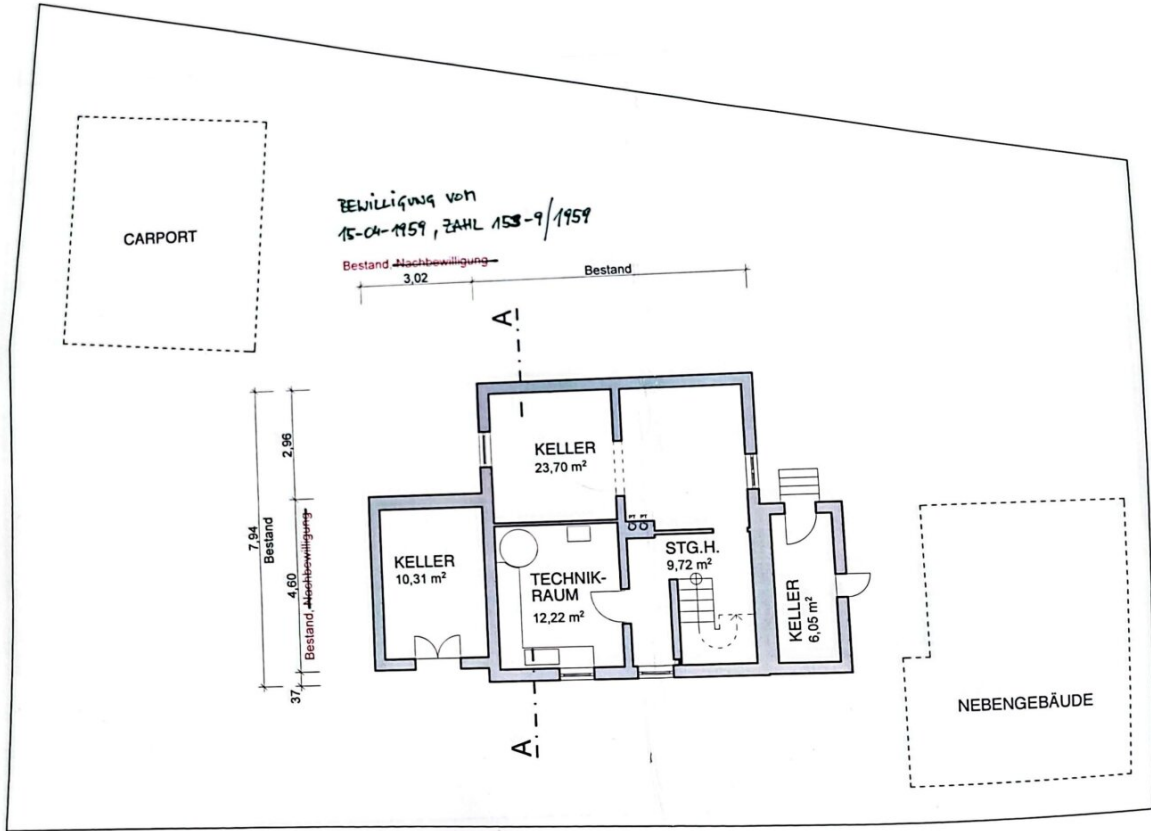 CARPORT
BEWILLIGUNG VOM
15-04-1959, ZAHL 153-9/1959
Bestand, Nachbewilligung
3,02
Bestand
A
7,94
Bestand
2,96
4,60
Bestand, Nachbewilligung
37
KELLER
23,70 m²
KELLER
10,31 m²
TECHNIK-
RAUM
12,22 m²
PT PT
STG.H.
9,72 m²
KELLER
6,05 m²
NEBENGEBÄUDE
A